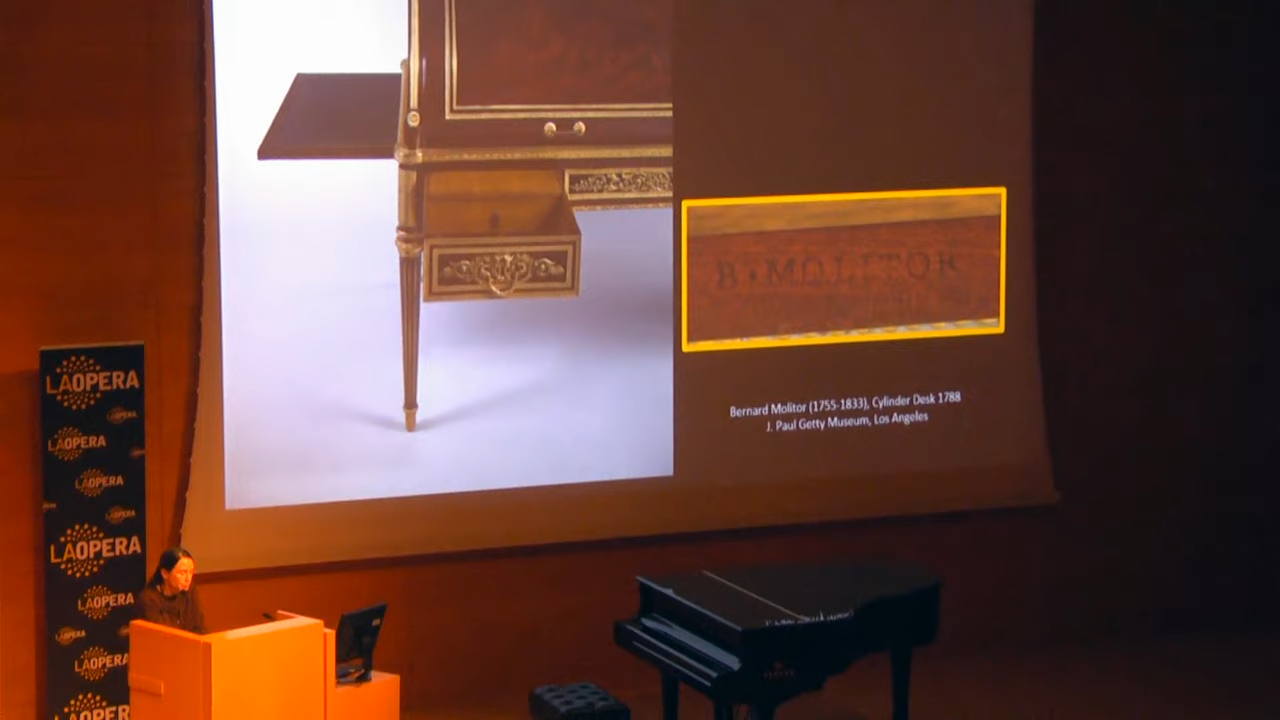 B·MOLITOR
Bernard Molitor (1755-1833), Cylinder Desk 1788
J. Paul Getty Museum, Los Angeles
LAOPERA
LAOPERA
LAOPERA
LAOPERA
LAOPERA
LAOPERA
LAOPERA
LAOPERA
LAOPERA
LAOPERA
LAOPER